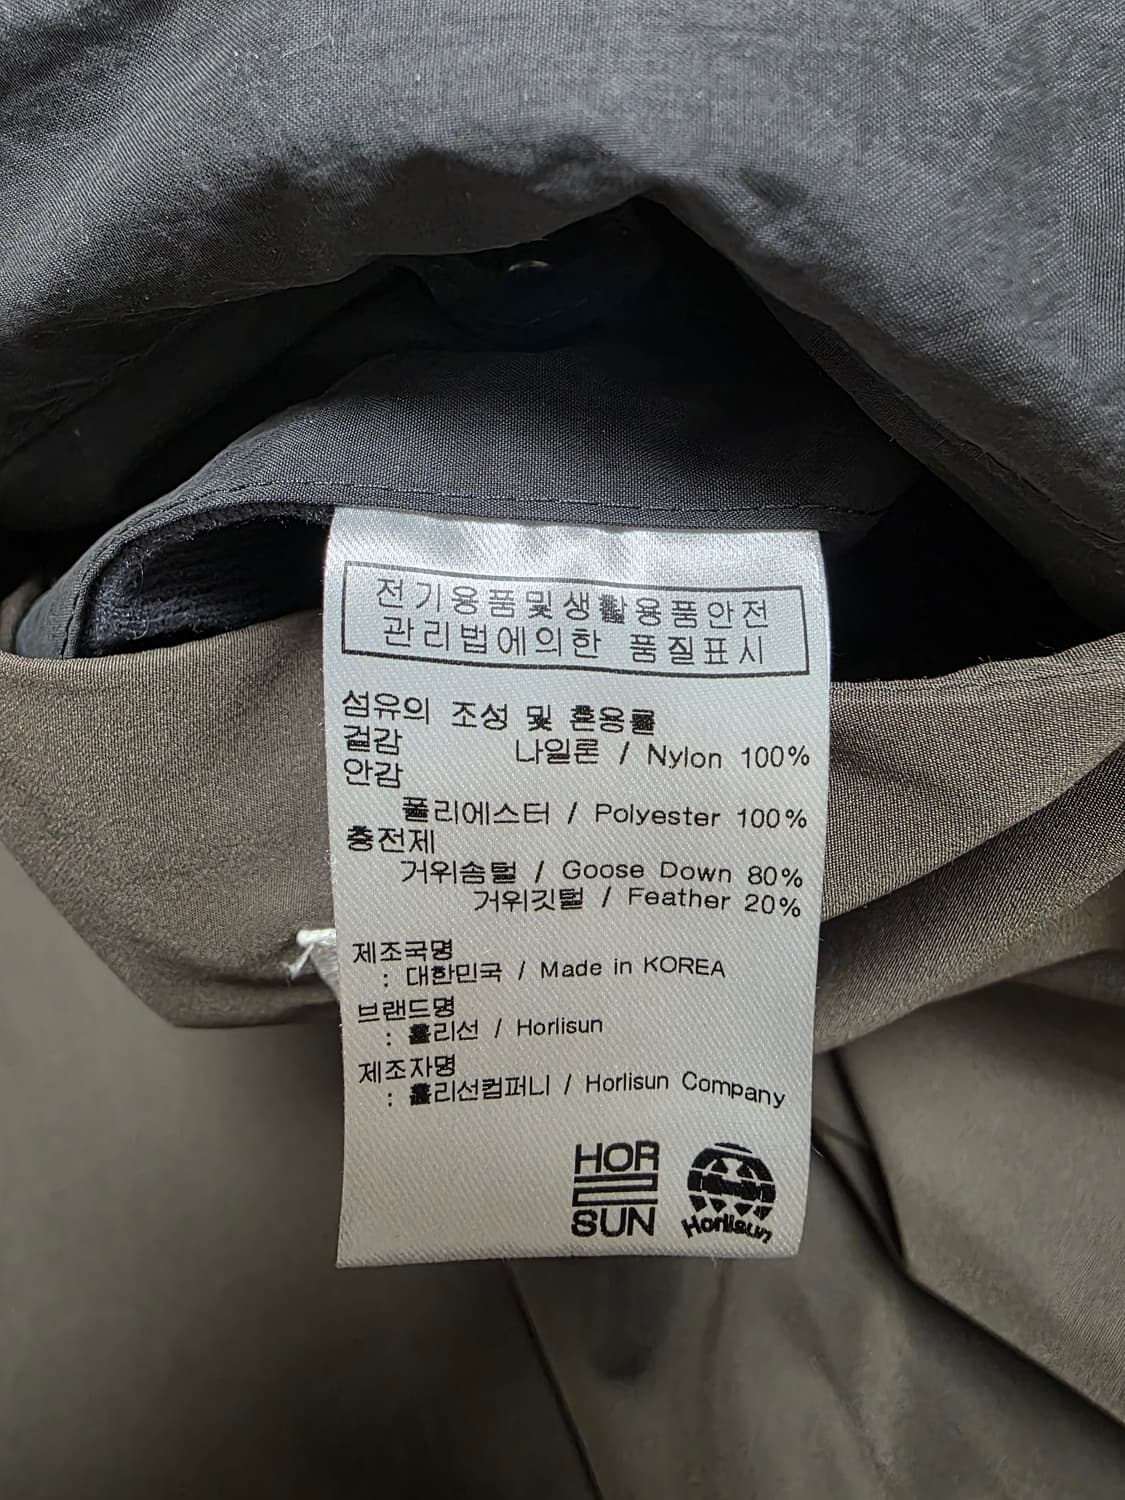 전기용품및생활용품안전
관리법에의한 품질표시
섬유의 조성 및 혼용률
겉감 나일론 / Nylon 100%
안감
폴리에스터 / Polyester 100%
충전제
거위솜털 / Goose Down 80%
거위깃털 / Feather 20%
제조국명
: 대한민국 / Made in KOREA
브랜드명
: 홀리선 / Horlisun
제조자명
: 홀리선컴퍼니 / Horlisun Company
HOR
SUN
Horlisun